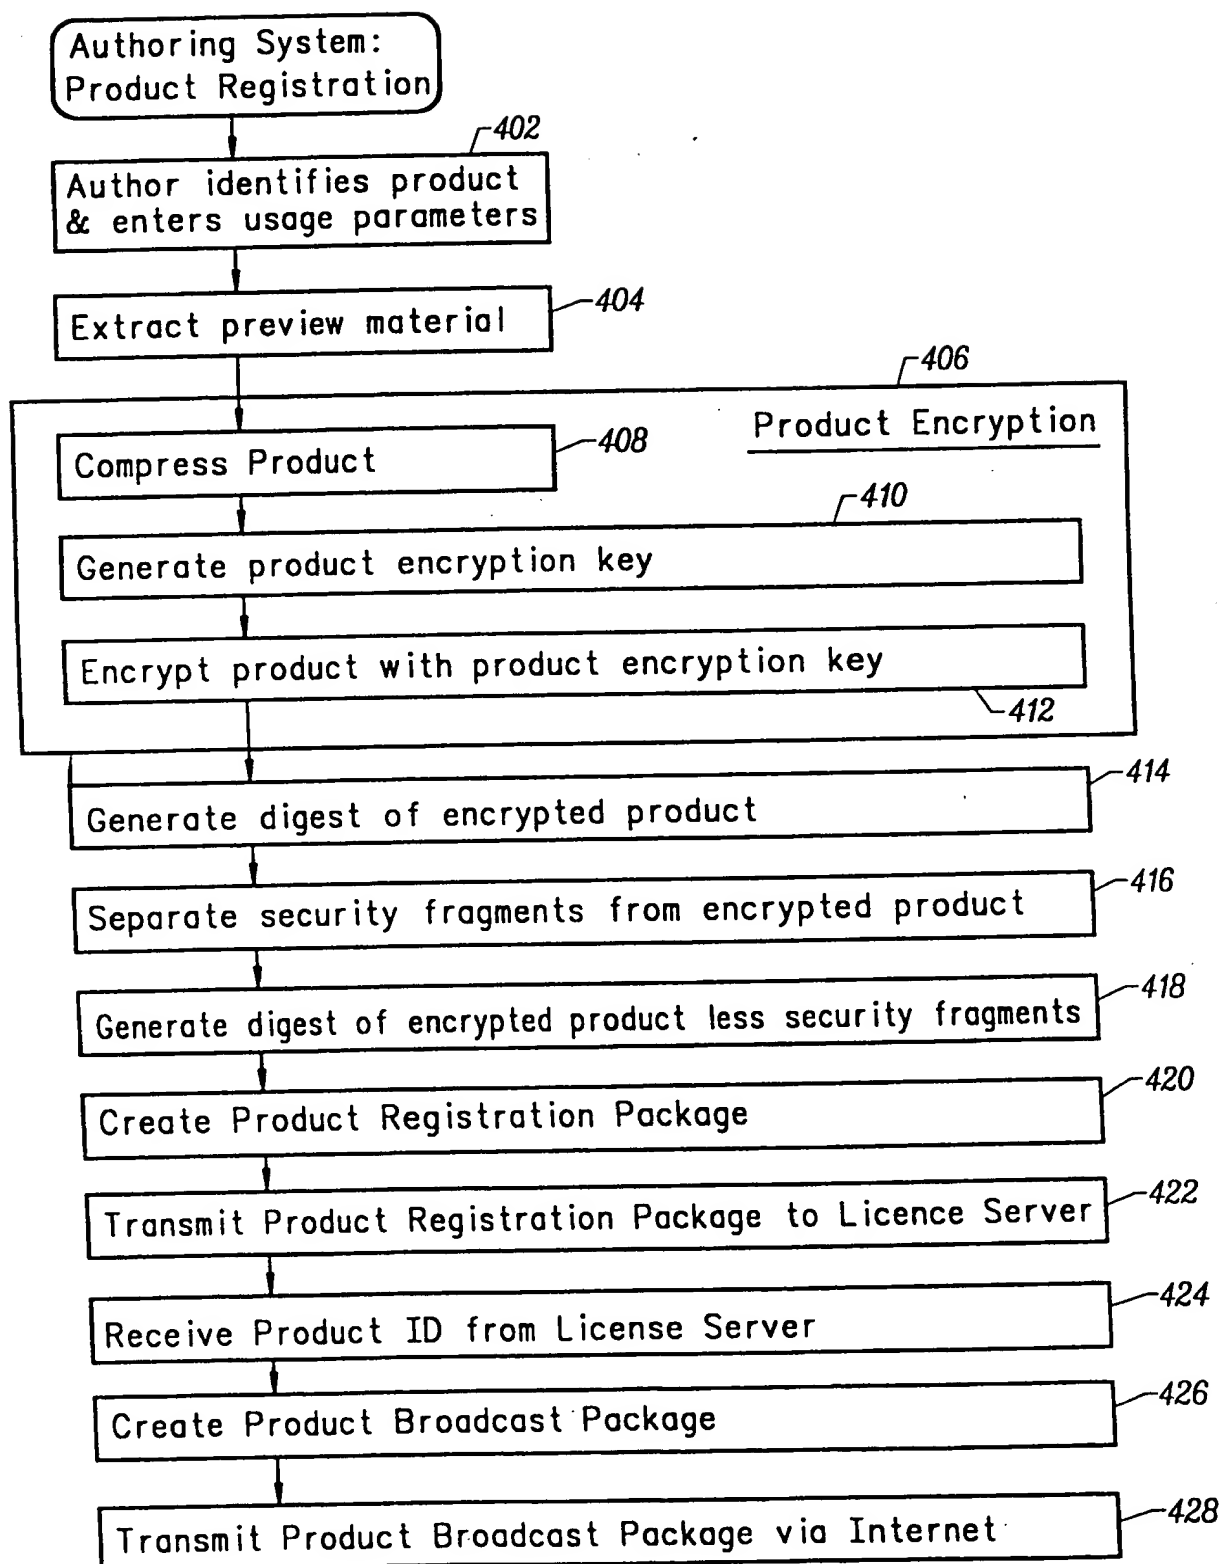 Authoring System:
Product Registration
402
Author identifies product
& enters usage parameters
404
Extract preview material
406
Product Encryption
408
Compress Product
410
Generate product encryption key
Encrypt product with product encryption key
412
414
Generate digest of encrypted product
416
Separate security fragments from encrypted product
418
Generate digest of encrypted product less security fragments
420
Create Product Registration Package
422
Transmit Product Registration Package to Licence Server
424
Receive Product ID from License Server
426
Create Product Broadcast Package
428
Transmit Product Broadcast Package via Internet